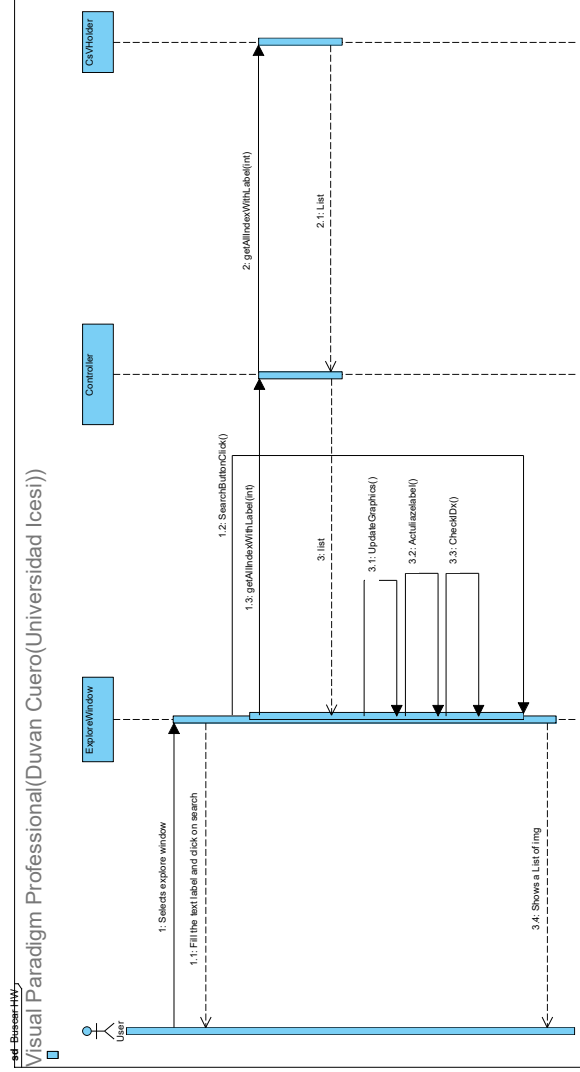 sd Buscar HW
Visual Paradigm Professional(Duvan Cuero(Universidad Icesi))
User
ExploreWindow
Controller
CsVHolder
1: Selects explore window
1.1: Fill the text label and click on search
1.2: SearchButtonClick()
1.3: getAllIndexWithLabel(int)
2: getAllIndexWithLabel(int)
2.1: List
3: list
3.1: UpdateGraphics()
3.2: Actuliazelabel()
3.3: CheckIDx()
3.4: Shows a List of img